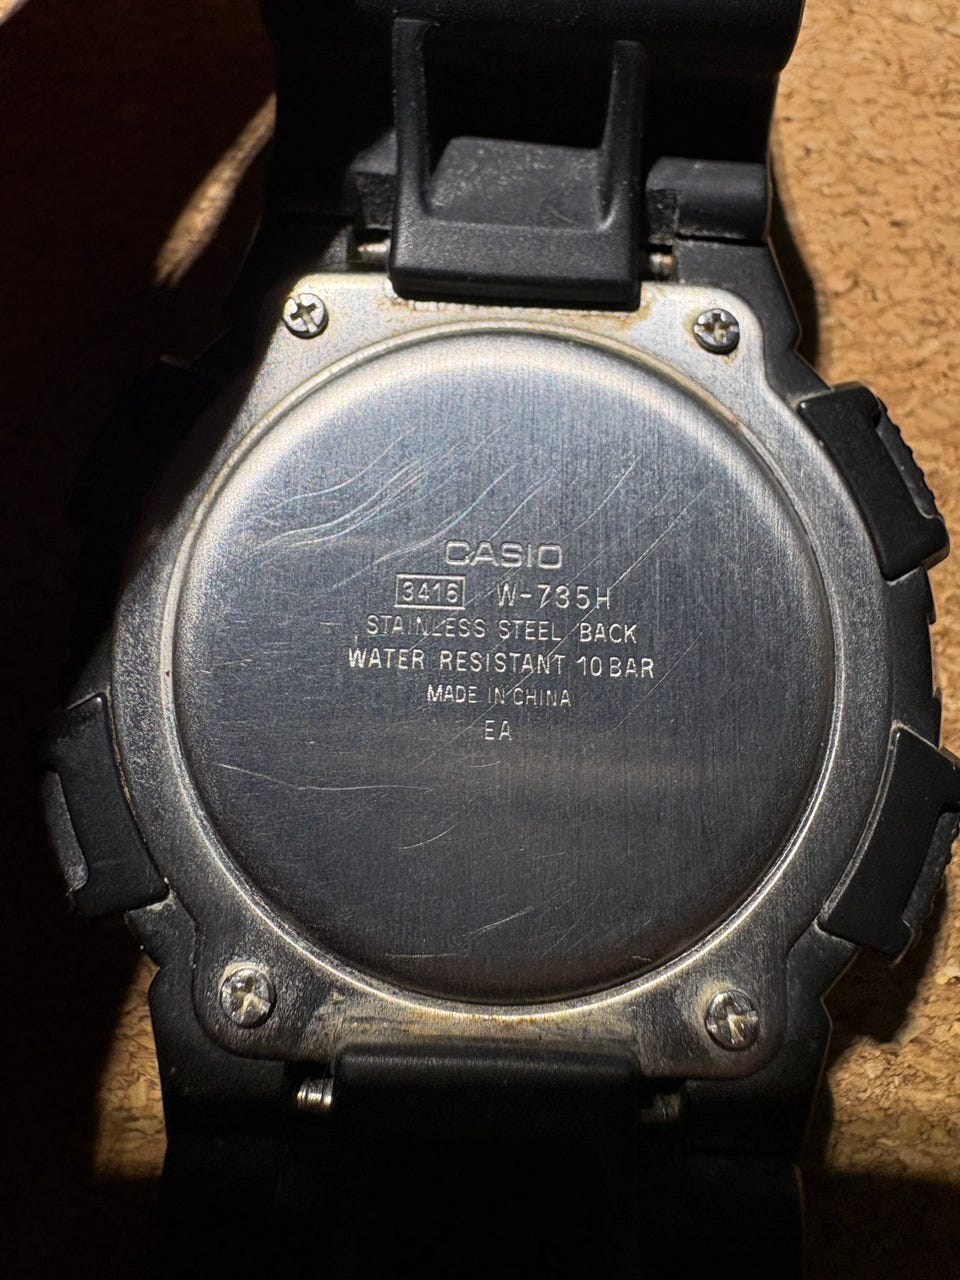 CASIO
3416 W-735H
STAINLESS STEEL BACK
WATER RESISTANT 10 BAR
MADE IN CHINA
EA